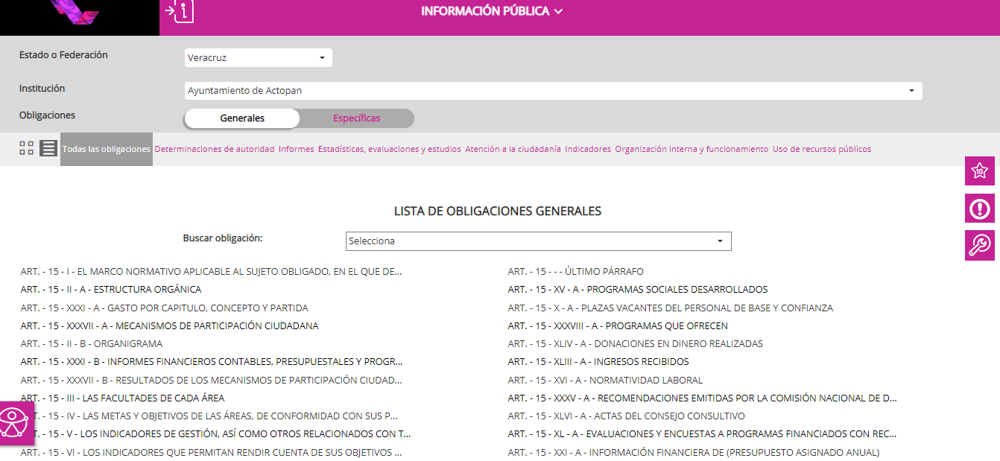 INFORMACIÓN PÚBLICA
Estado o Federación
Veracruz
Institución
Ayuntamiento de Actopan
Obligaciones
Generales
Específicas
Todas las obligaciones Determinaciones de autoridad Informes Estadísticas, evaluaciones y estudios Atención a la ciudadanía Indicadores Organización interna y funcionamiento Uso de recursos públicos
10
LISTA DE OBLIGACIONES GENERALES
Buscar obligación:
Selecciona
ART. - 15 - I - EL MARCO NORMATIVO APLICABLE AL SUJETO OBLIGADO, EN EL QUE DE...
ART. - 15 - II - A - ESTRUCTURA ORGÁNICA
ART. - 15 - XXXI - A - GASTO POR CAPITULO, CONCEPTO Y PARTIDA
ART. - 15 - XXXVII - A - MECANISMOS DE PARTICIPACIÓN CIUDADANA
ART. - 15 - II - B - ORGANIGRAMA
ART. - 15 - XXXI - B - INFORMES FINANCIEROS CONTABLES, PRESUPUESTALES Y PROGR...
ART. - 15 - XXXVII - B - RESULTADOS DE LOS MECANISMOS DE PARTICIPACIÓN CIUDAD...
ART. - 15 - III - LAS FACULTADES DE CADA ÁREA
T. - 15 - IV - LAS METAS Y OBJETIVOS DE LAS ÁREAS, DE CONFORMIDAD CON SUS P...
T. - 15 - V - LOS INDICADORES DE GESTIÓN, ASÍ COMO OTROS RELACIONADOS CON T...
ART. - 15 - VI - LOS INDICADORES QUE PERMITAN RENDIR CUENTA DE SUS OBJETIVOS ...
ART. - 15 - - - ÚLTIMO PÁRRAFO
ART. - 15 - XV - A - PROGRAMAS SOCIALES DESARROLLADOS
ART. - 15 - X - A - PLAZAS VACANTES DEL PERSONAL DE BASE Y CONFIANZA
ART. - 15 - XXXVIII - A - PROGRAMAS QUE OFRECEN
ART. - 15 - XLIV - A - DONACIONES EN DINERO REALIZADAS
ART. - 15 - XLIII - A - INGRESOS RECIBIDOS
ART. - 15 - XVI - A - NORMATIVIDAD LABORAL
ART. - 15 - XXXV - A - RECOMENDACIONES EMITIDAS POR LA COMISIÓN NACIONAL DE D...
ART. - 15 - XLVI - A - ACTAS DEL CONSEJO CONSULTIVO
ART. - 15 - XL - A - EVALUACIONES Y ENCUESTAS A PROGRAMAS FINANCIADOS CON REC...
ART. - 15 - XXI - A - INFORMACIÓN FINANCIERA DE (PRESUPUESTO ASIGNADO ANUAL)